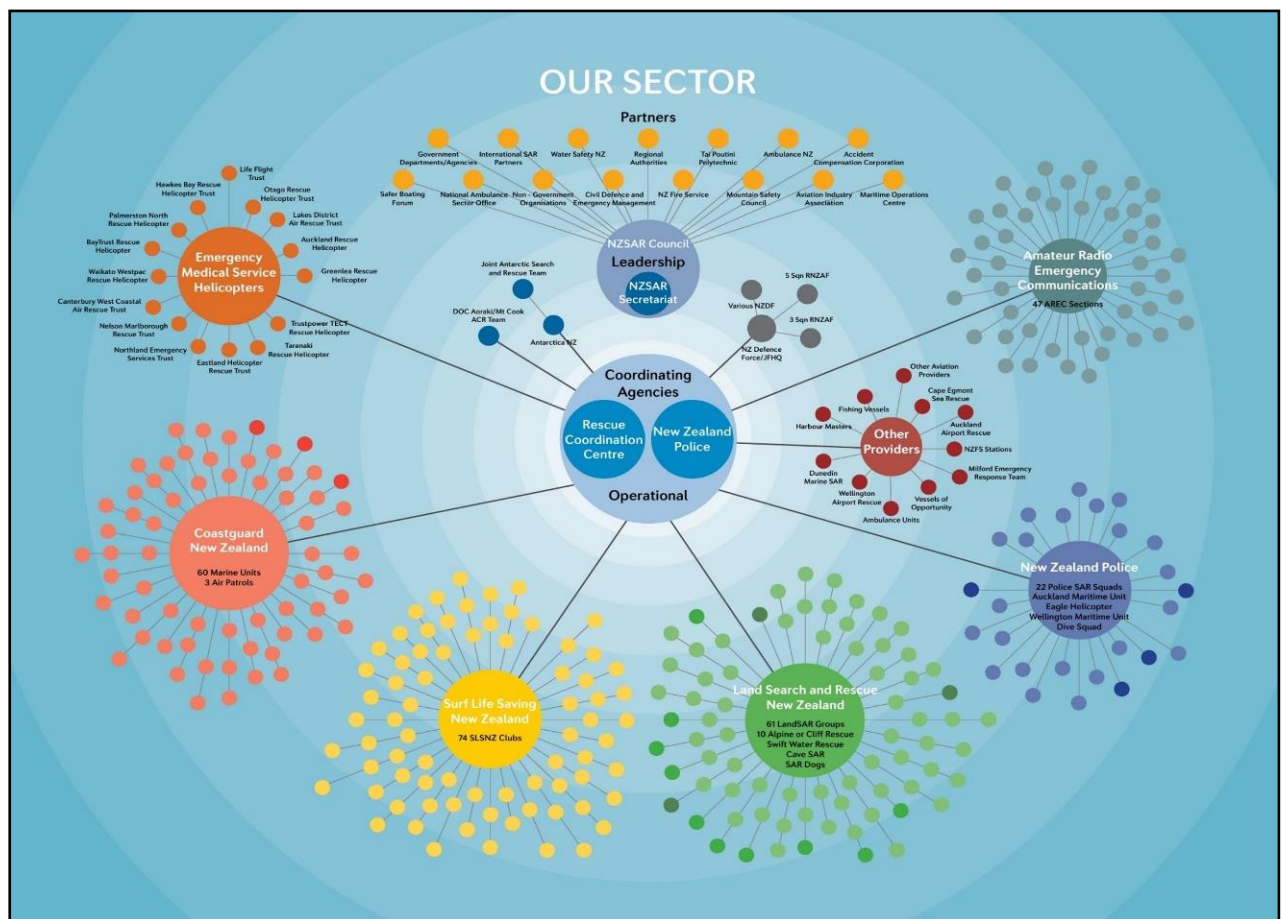 OUR SECTOR
Partners
Government
Departments/Agencies
International SAR
Partners
Water Safety NZ
Regional
Authorities
Tai Poutini
Polytechnic
Ambulance NZ
Accident
Compensation Corporation
Safer Boating
Forum
National Ambulance
Sector Office
Non - Government
Organisations
Civil Defence and
Emergency Management
NZ Fire Service
Mountain Safety
Council
Aviation Industry
Association
Maritime Operations
Centre
NZSAR Council
Leadership
NZSAR
Secretariat
Life Flight
Trust
Hawkes Bay Rescue
Helicopter Trust
Otago Rescue
Helicopter Trust
Palmerston North
Rescue Helicopter
Lakes District
Air Rescue Trust
BayTrust Rescue
Helicopter
Auckland Rescue
Helicopter
Waikato Westpac
Rescue Helicopter
Greenlea Rescue
Helicopter
Canterbury West Coastal
Air Rescue Trust
Nelson Marlborough
Rescue Trust
Trustpower TECT
Rescue Helicopter
Northland Emergency
Services Trust
Eastland Helicopter
Rescue Trust
Taranaki
Rescue Helicopter
Emergency
Medical Service
Helicopters
Joint Antarctic Search
and Rescue Team
DOC Aoraki/Mt Cook
ACR Team
Antarctica NZ
5 Sqn RNZAF
Various NZDF
3 Sqn RNZAF
NZ Defence
Force/JFHQ
Amateur Radio
Emergency
Communications
47 AREC Sections
Coordinating
Agencies
Rescue
Coordination
Centre
New Zealand
Police
Operational
Other Aviation
Providers
Fishing Vessels
Cape Egmont
Sea Rescue
Harbour Masters
Auckland
Airport Rescue
Other
Providers
NZFS Stations
Dunedin
Marine SAR
Milford Emergency
Response Team
Wellington
Airport Rescue
Vessels of
Opportunity
Ambulance Units
Coastguard
New Zealand
60 Marine Units
3 Air Patrols
Surf Life Saving
New Zealand
74 SLSNZ Clubs
Land Search and Rescue
New Zealand
61 LandSAR Groups
10 Alpine or Cliff Rescue
Swift Water Rescue
Cave SAR
SAR Dogs
New Zealand Police
22 Police SAR Squads
Auckland Maritime Unit
Eagle Helicopter
Wellington Maritime Unit
Dive Squad